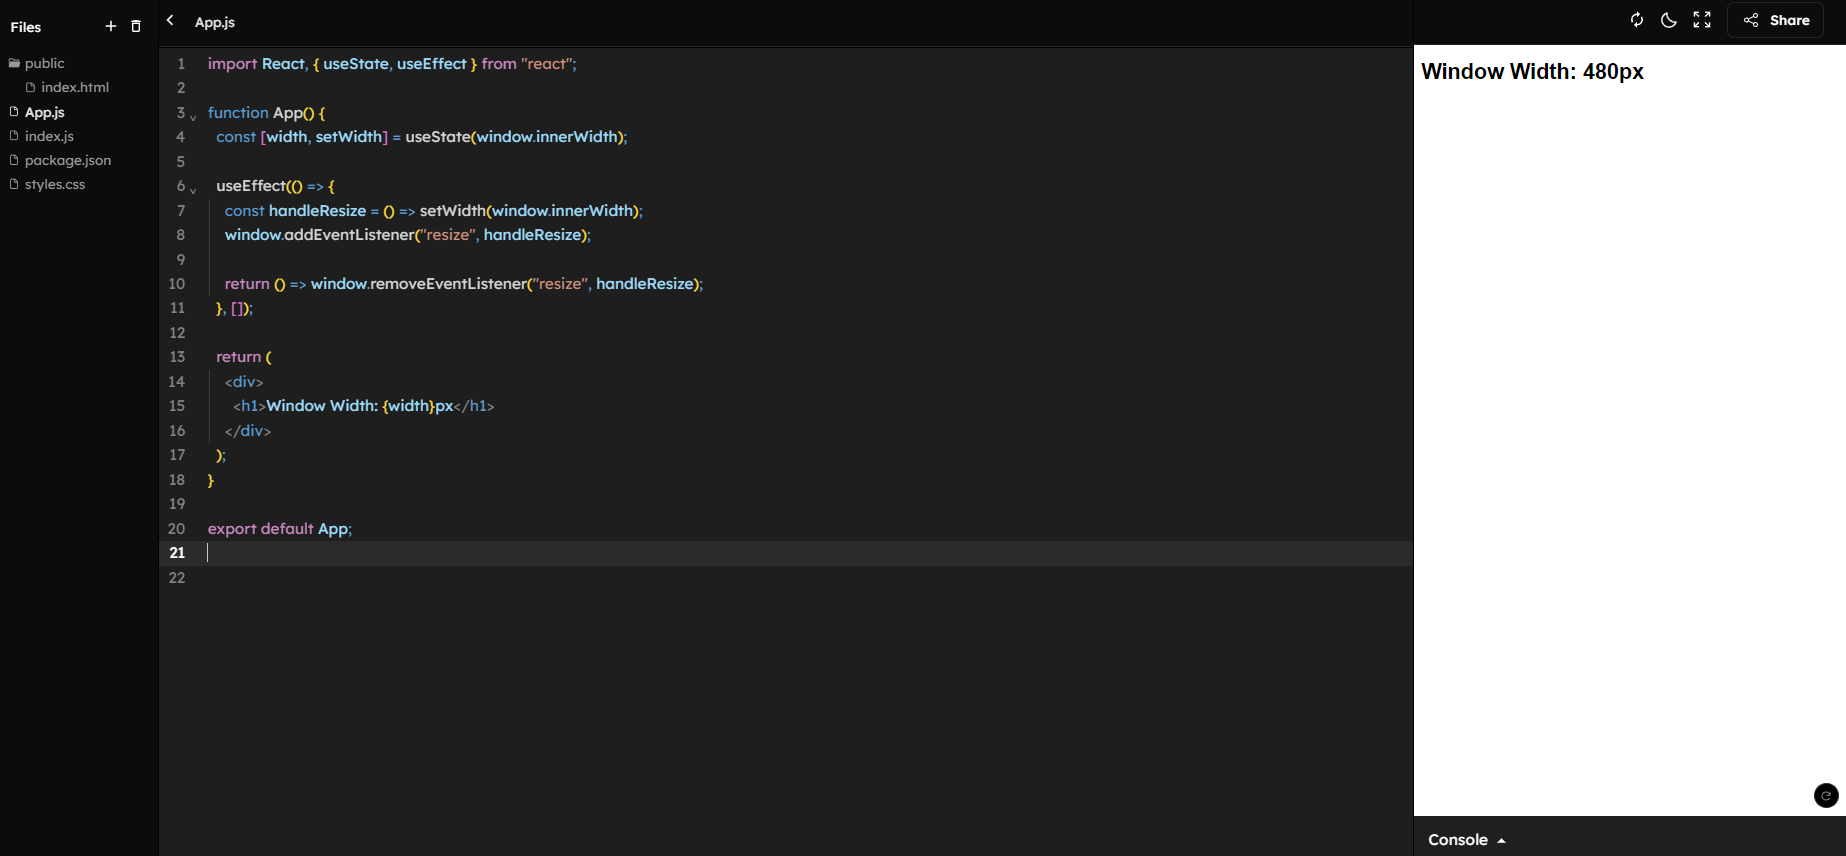 Files
public
index.html
App.js
index.js
package.json
styles.css
App.js
1 import React, { useState, useEffect } from "react";
2
3 function App() {
4 const [width, setWidth] = useState(window.innerWidth);
5
6 useEffect(() => {
7 const handleResize = () => setWidth(window.innerWidth);
8 window.addEventListener("resize", handleResize);
9
10 return () => window.removeEventListener("resize", handleResize);
11 }, []);
12
13 return (
14 <div>
15 <h1>Window Width: {width}px</h1>
16 </div>
17 );
18 }
19
20 export default App;
21
22
Share
Window Width: 480px
Console